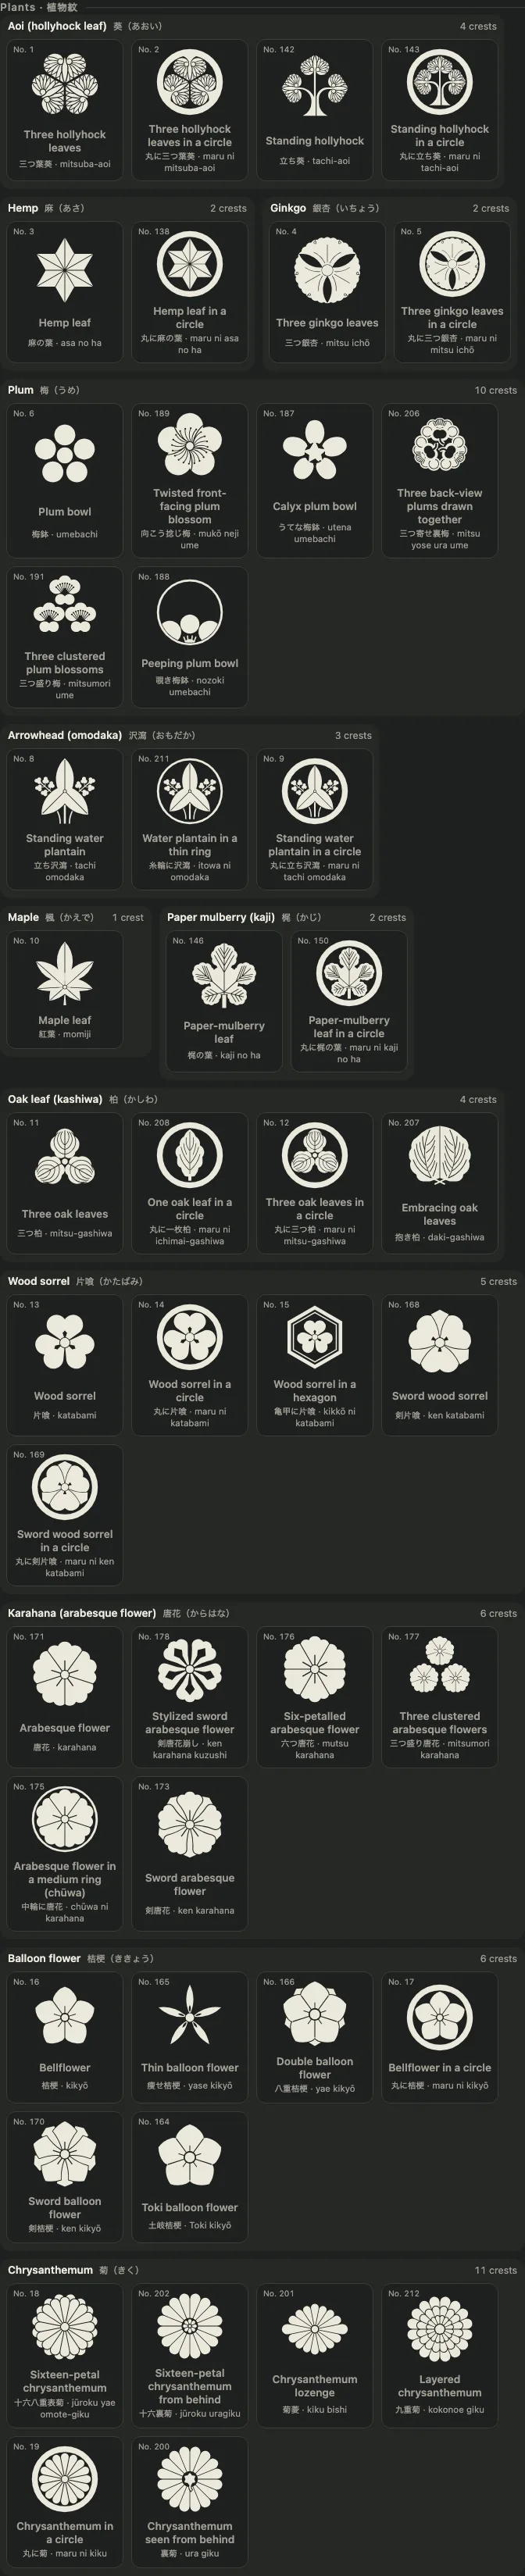 Plants · 植物紋
Aoi (hollyhock leaf) 葵（あおい） 4 crests
No. 1
Three hollyhock
leaves
三つ葉葵 · mitsuba-aoi
No. 2
Three hollyhock
leaves in a circle
丸に三つ葉葵 · maru ni
mitsuba-aoi
No. 142
Standing hollyhock
立ち葵 · tachi-aoi
No. 143
Standing hollyhock
in a circle
丸に立ち葵 · maru ni
tachi-aoi
Hemp 麻（あさ） 2 crests
No. 3
Hemp leaf
麻の葉 · asa no ha
No. 138
Hemp leaf in a
circle
丸に麻の葉 · maru ni asa
no ha
Ginkgo 銀杏（いちょう） 2 crests
No. 4
Three ginkgo leaves
三つ銀杏 · mitsu ichō
No. 5
Three ginkgo leaves
in a circle
丸に三つ銀杏 · maru ni
mitsu ichō
Plum 梅（うめ） 10 crests
No. 6
Plum bowl
梅鉢 · umebachi
No. 189
Twisted front-
facing plum
blossom
向こう捻じ梅 · mukō neji
ume
No. 187
Calyx plum bowl
うてな梅鉢 · utena
umebachi
No. 206
Three back-view
plums drawn
together
三つ寄せ裏梅 · mitsu
yose ura ume
No. 191
Three clustered
plum blossoms
三つ盛り梅 · mitsumori
ume
No. 188
Peeping plum bowl
覗き梅鉢 · nozoki
umebachi
Arrowhead (omodaka) 沢瀉（おもだか） 3 crests
No. 8
Standing water
plantain
立ち沢瀉 · tachi
omodaka
No. 211
Water plantain in a
thin ring
糸輪に沢瀉 · itowa ni
omodaka
No. 9
Standing water
plantain in a circle
丸に立ち沢瀉 · maru ni
tachi omodaka
Maple 楓（かえで） 1 crest
No. 10
Maple leaf
紅葉 · momiji
Paper mulberry (kaji) 梶（かじ） 2 crests
No. 146
Paper-mulberry
leaf
梶の葉 · kaji no ha
No. 150
Paper-mulberry
leaf in a circle
丸に梶の葉 · maru ni kaji
no ha
Oak leaf (kashiwa) 柏（かしわ） 4 crests
No. 11
Three oak leaves
三つ柏 · mitsu-gashiwa
No. 208
One oak leaf in a
circle
丸に一枚柏 · maru ni
ichimai-gashiwa
No. 12
Three oak leaves in
a circle
丸に三つ柏 · maru ni
mitsu-gashiwa
No. 207
Embracing oak
leaves
抱き柏 · daki-gashiwa
Wood sorrel 片喰（かたばみ） 5 crests
No. 13
Wood sorrel
片喰 · katabami
No. 14
Wood sorrel in a
circle
丸に片喰 · maru ni
katabami
No. 15
Wood sorrel in a
hexagon
亀甲に片喰 · kikkō ni
katabami
No. 168
Sword wood sorrel
剣片喰 · ken katabami
No. 169
Sword wood sorrel
in a circle
丸に剣片喰 · maru ni ken
katabami
Karahana (arabesque flower) 唐花（からはな） 6 crests
No. 171
Arabesque flower
唐花 · karahana
No. 178
Stylized sword
arabesque flower
剣唐花崩し · ken
karahana kuzushi
No. 176
Six-petalled
arabesque flower
六つ唐花 · mutsu
karahana
No. 177
Three clustered
arabesque flowers
三つ盛り唐花 · mitsumori
karahana
No. 175
Arabesque flower in
a medium ring
(chūwa)
中輪に唐花 · chūwa ni
karahana
No. 173
Sword arabesque
flower
剣唐花 · ken karahana
Balloon flower 桔梗（ききょう） 6 crests
No. 16
Bellflower
桔梗 · kikyō
No. 165
Thin balloon flower
痩せ桔梗 · yase kikyō
No. 166
Double balloon
flower
八重桔梗 · yae kikyō
No. 17
Bellflower in a circle
丸に桔梗 · maru ni kikyō
No. 170
Sword balloon
flower
剣桔梗 · ken kikyō
No. 164
Toki balloon flower
土岐桔梗 · Toki kikyō
Chrysanthemum 菊（きく） 11 crests
No. 18
Sixteen-petal
chrysanthemum
十六八重表菊 · jūroku yae
omote-giku
No. 202
Sixteen-petal
chrysanthemum
from behind
十六裏菊 · jūroku uragiku
No. 201
Chrysanthemum
lozenge
菊菱 · kiku bishi
No. 212
Layered
chrysanthemum
九重菊 · kokonoe giku
No. 19
Chrysanthemum in
a circle
丸に菊 · maru ni kiku
No. 200
Chrysanthemum
seen from behind
裏菊 · ura giku